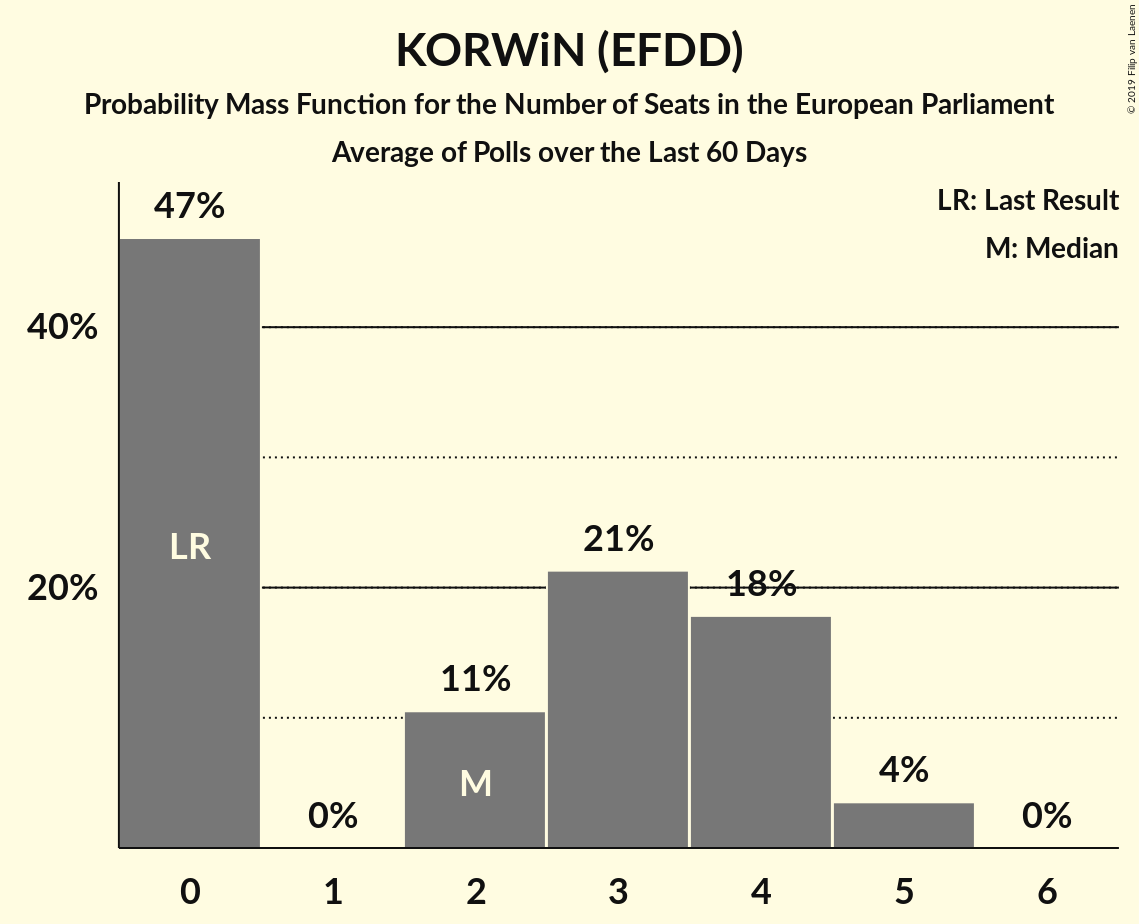 KORWiN (EFDD)
Probability Mass Function for the Number of Seats in the European Parliament
Average of Polls over the Last 60 Days
© 2019 Filip van Laenen
LR: Last Result
M: Median
47%
40%
LR
21%
20%
18%
11%
M
4%
0%
0%
0 1 2 3 4 5 6